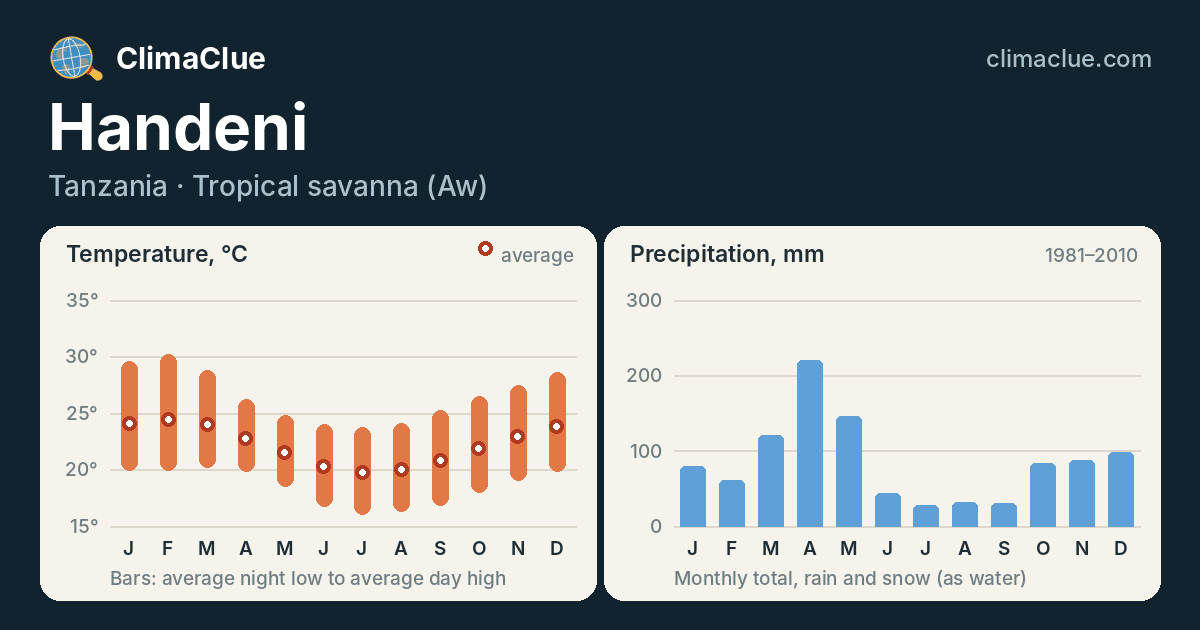 ClimaClue
climaclue.com
Handeni
Tanzania · Tropical savanna (Aw)
Temperature, °C
average
35°
30°
25°
20°
15°
J F M A M J J A S O N D
Bars: average night low to average day high
Precipitation, mm
1981–2010
300
200
100
0
J F M A M J J A S O N D
Monthly total, rain and snow (as water)